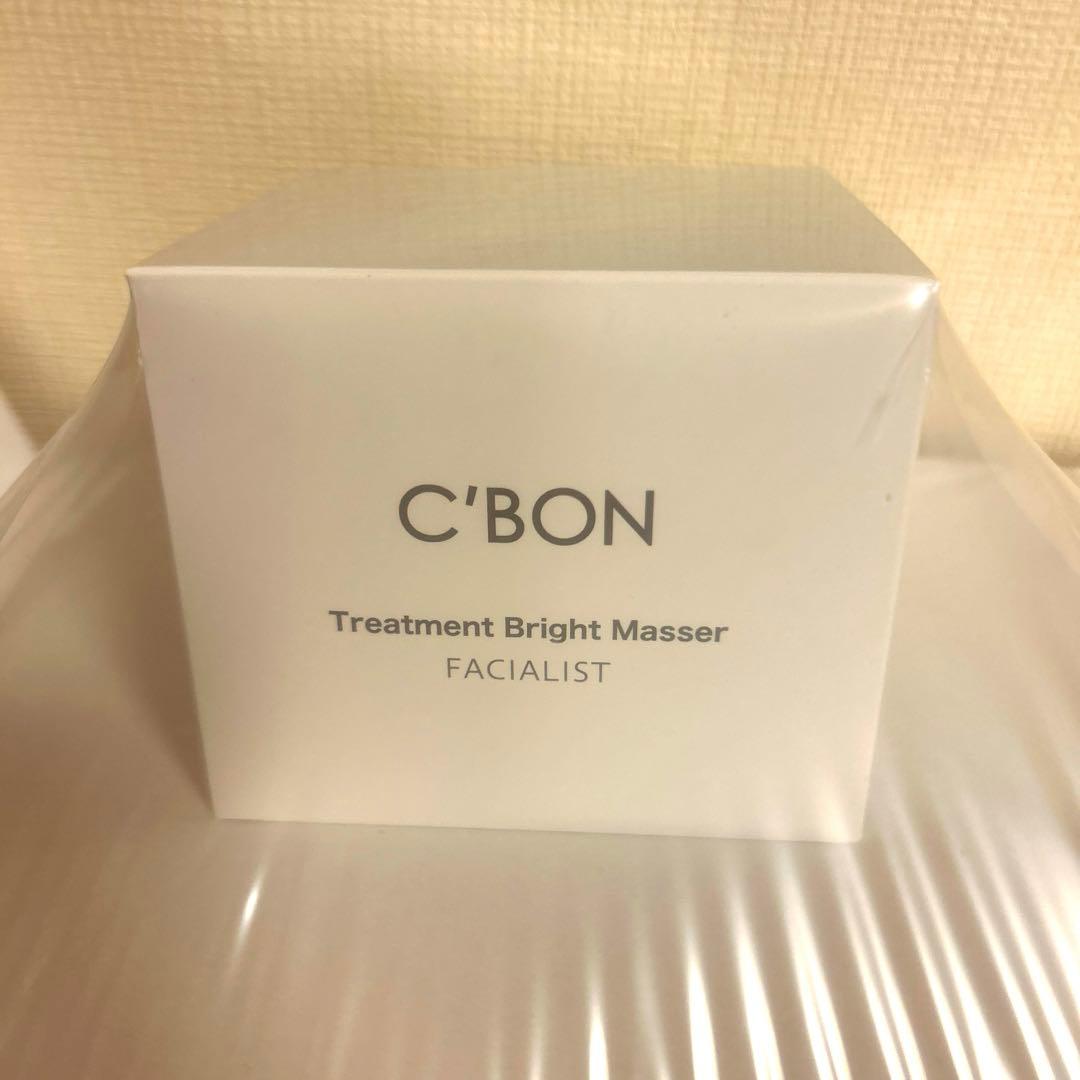 C'BON
Treatment Bright Masser
FACIALIST